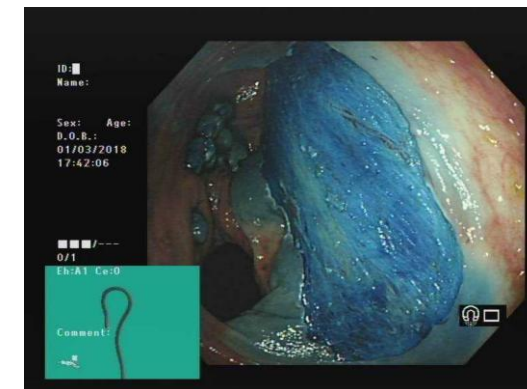 ID:
Name:
Sex: Age:
D.O.B.:
01/03/2018
17:42:06
■■■/---
0/1
Eh:A1 Ce:0
Comment: